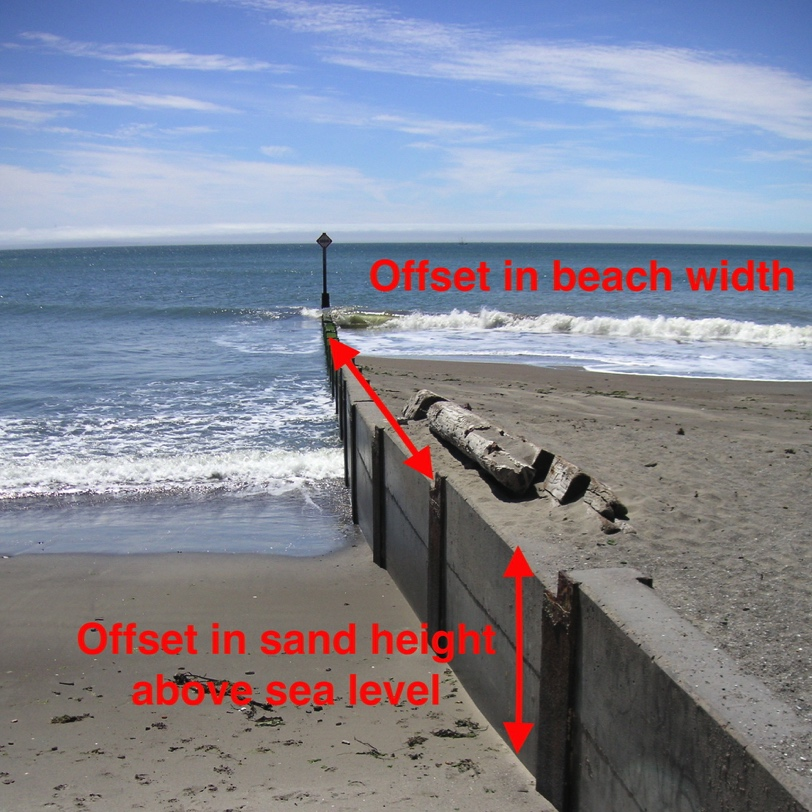 Offset in beach width
Offset in sand height
above sea level